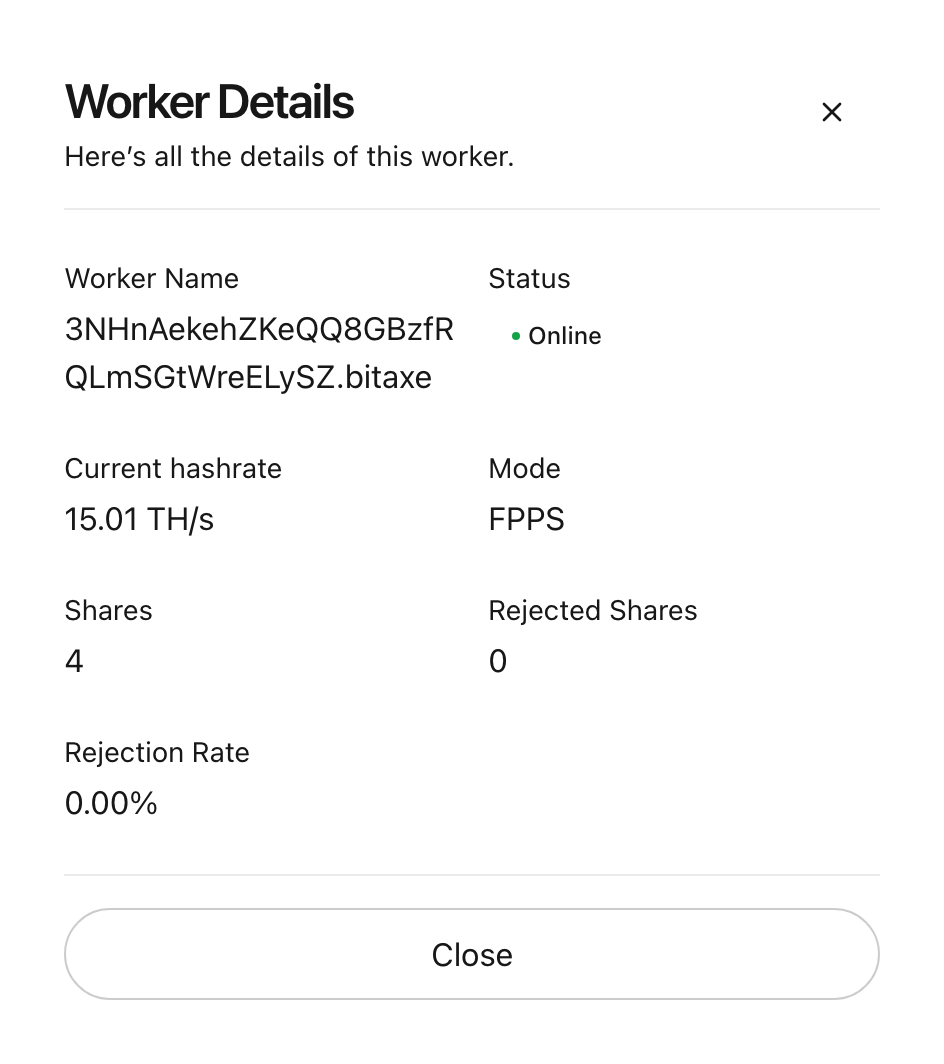 Worker Details
Here's all the details of this worker.
Worker Name
3NHnAekehZKeQQ8GBzfR
QLmSGtWreELySZ.bitaxe
Status
Online
Current hashrate
15.01 TH/s
Mode
FPPS
Shares
4
Rejected Shares
0
Rejection Rate
0.00%
Close